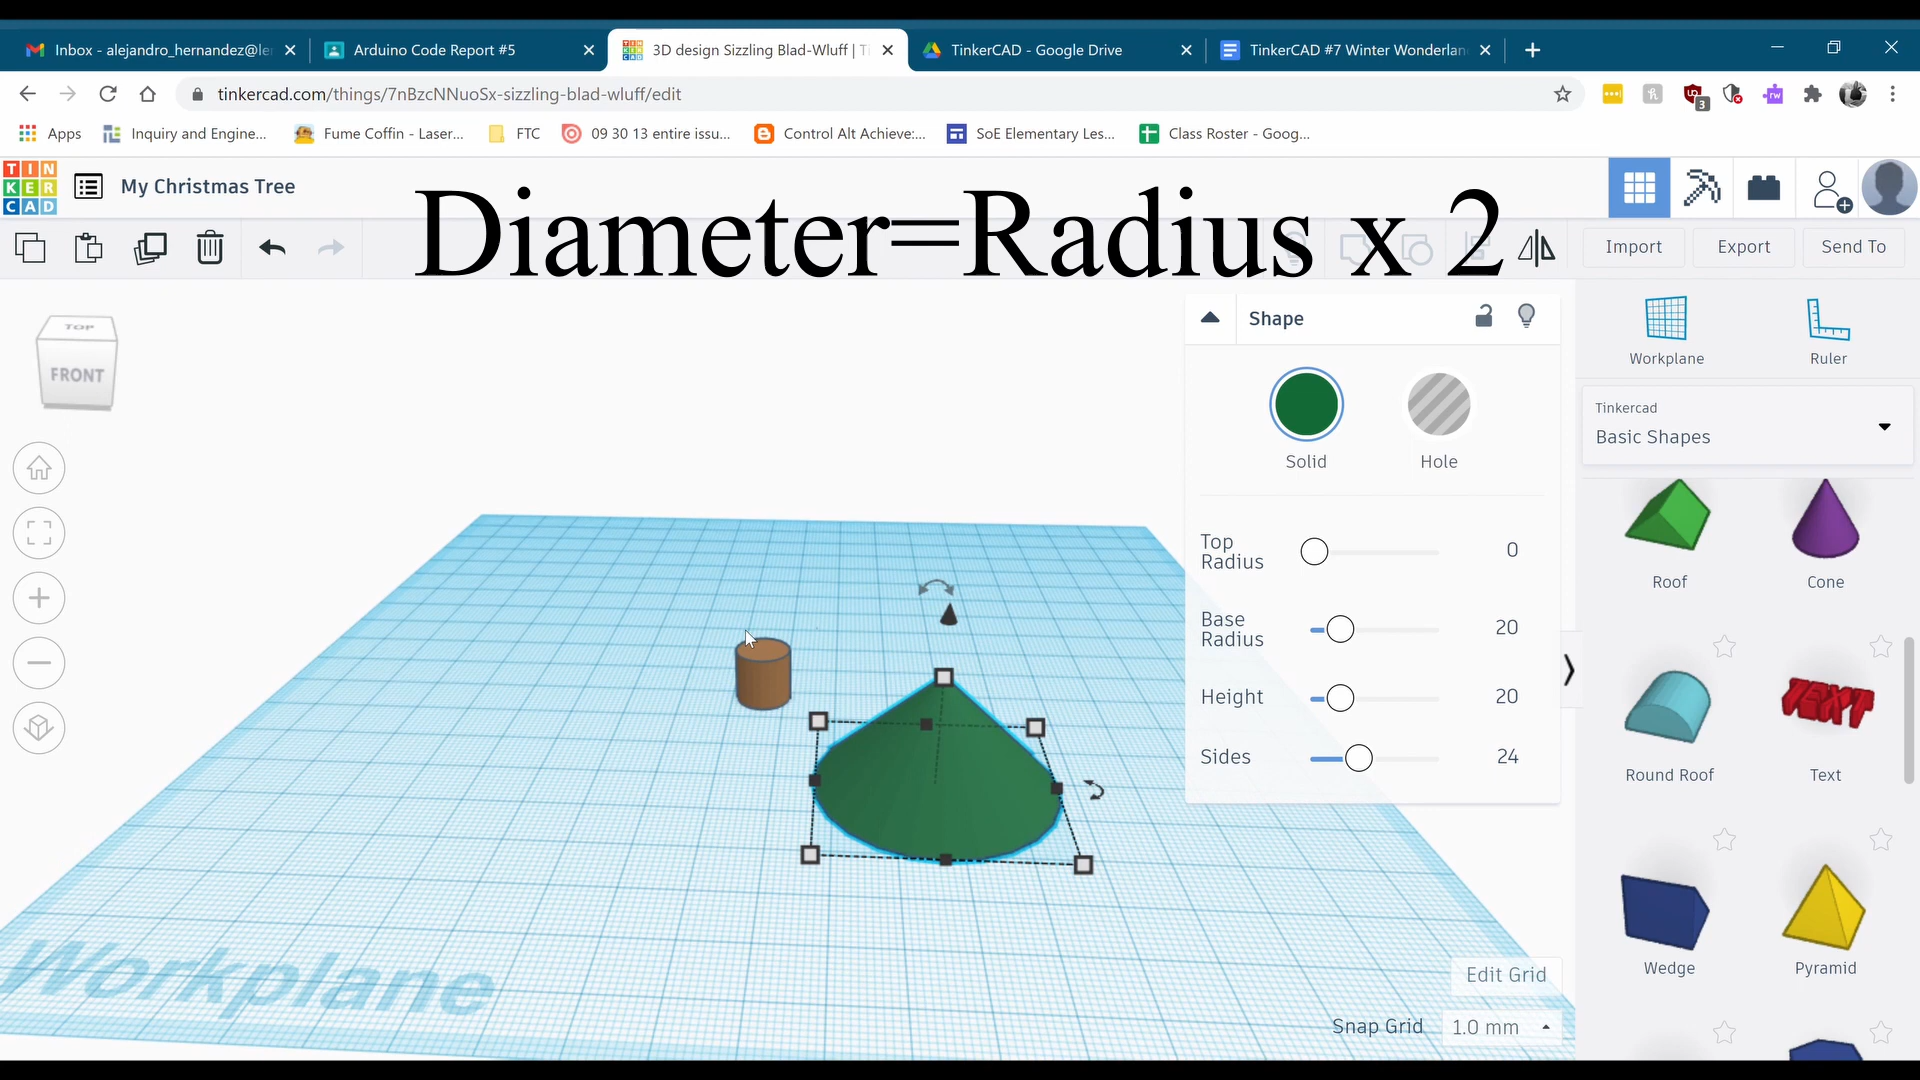 Inbox - alejandro_hernandez@le
Arduino Code Report #5
3D design Sizzling Blad-Wluff | T
TinkerCAD - Google Drive
TinkerCAD #7 Winter Wonderlan
tinkercad.com/things/7nBzcNNuoSx-sizzling-blad-wluff/edit
3
rw
Apps
Inquiry and Engine...
Fume Coffin - Laser...
FTC
09 30 13 entire issu...
Control Alt Achieve:...
SoE Elementary Les...
Class Roster - Goog...
TIN
KER
CAD
My Christmas Tree
Diameter=Radius x 2
Import
Export
Send To
TOP
FRONT
Shape
Solid
Hole
Top Radius
0
Base Radius
20
Height
20
Sides
24
Workplane
Ruler
Tinkercad
Basic Shapes
Roof
Cone
Round Roof
TEXT
Text
Wedge
Pyramid
Workplane
Edit Grid
Snap Grid
1.0 mm